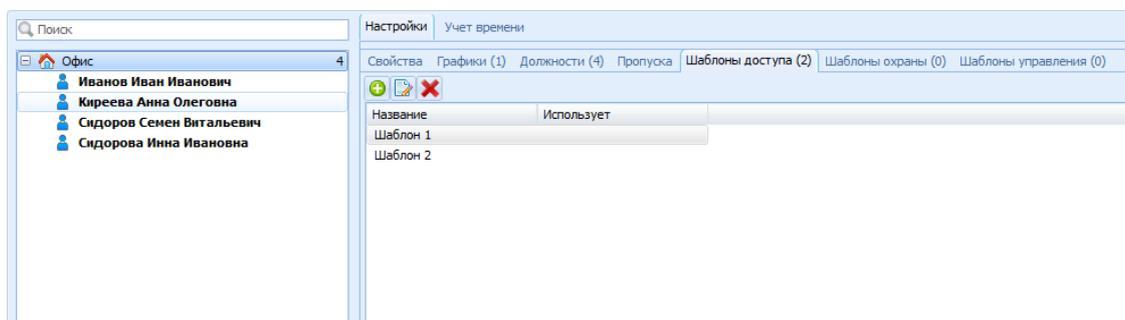 Поиск
Офис 4
Иванов Иван Иванович
Киреева Анна Олеговна
Сидоров Семен Витальевич
Сидорова Инна Ивановна
Настройки Учет времени
Свойства Графики (1) Должности (4) Пропуска Шаблоны доступа (2) Шаблоны охраны (0) Шаблоны управления (0)
Название Использует
Шаблон 1
Шаблон 2